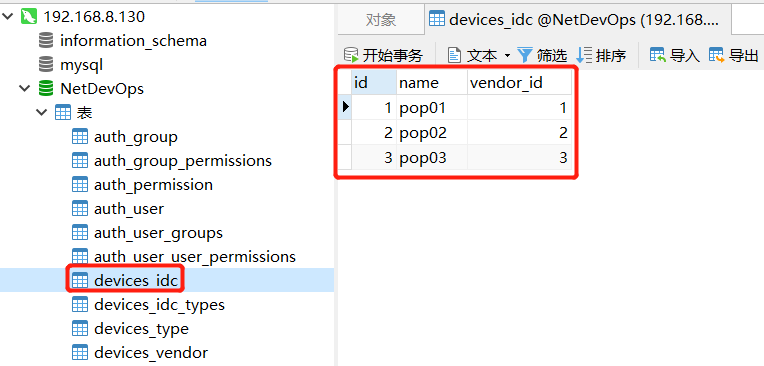 192.168.8.130
information_schema
mysql
NetDevOps
表
auth_group
auth_group_permissions
auth_permission
auth_user
auth_user_groups
auth_user_user_permissions
devices_idc
devices_idc_types
devices_type
devices_vendor
对象 devices_idc @NetDevOps (192.168....
开始事务 文本 筛选 排序 导入 导出
id name vendor_id
1 pop01 1
2 pop02 2
3 pop03 3